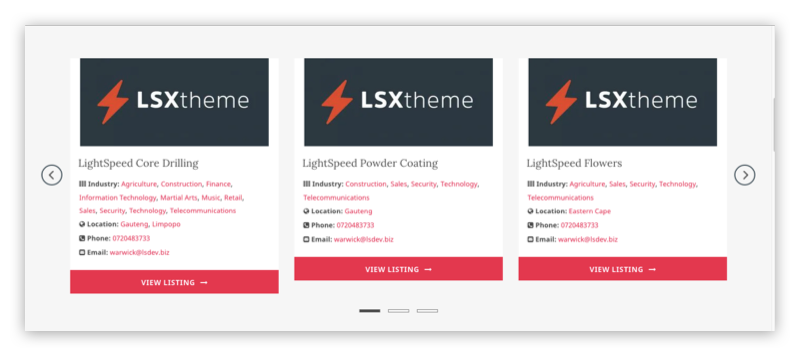 LSXtheme
LightSpeed Core Drilling
Industry: Agriculture, Construction, Finance,
Information Technology, Martial Arts, Music, Retail,
Sales, Security, Technology, Telecommunications
Location: Gauteng, Limpopo
Phone: 0720483733
Email: warwick@lsdev.biz
VIEW LISTING →
LSXtheme
LightSpeed Powder Coating
Industry: Construction, Sales, Security, Technology,
Telecommunications
Location: Gauteng
Phone: 0720483733
Email: warwick@lsdev.biz
VIEW LISTING →
LSXtheme
LightSpeed Flowers
Industry: Agriculture, Sales, Security, Technology,
Telecommunications
Location: Eastern Cape
Phone: 0720483733
Email: warwick@lsdev.biz
VIEW LISTING →